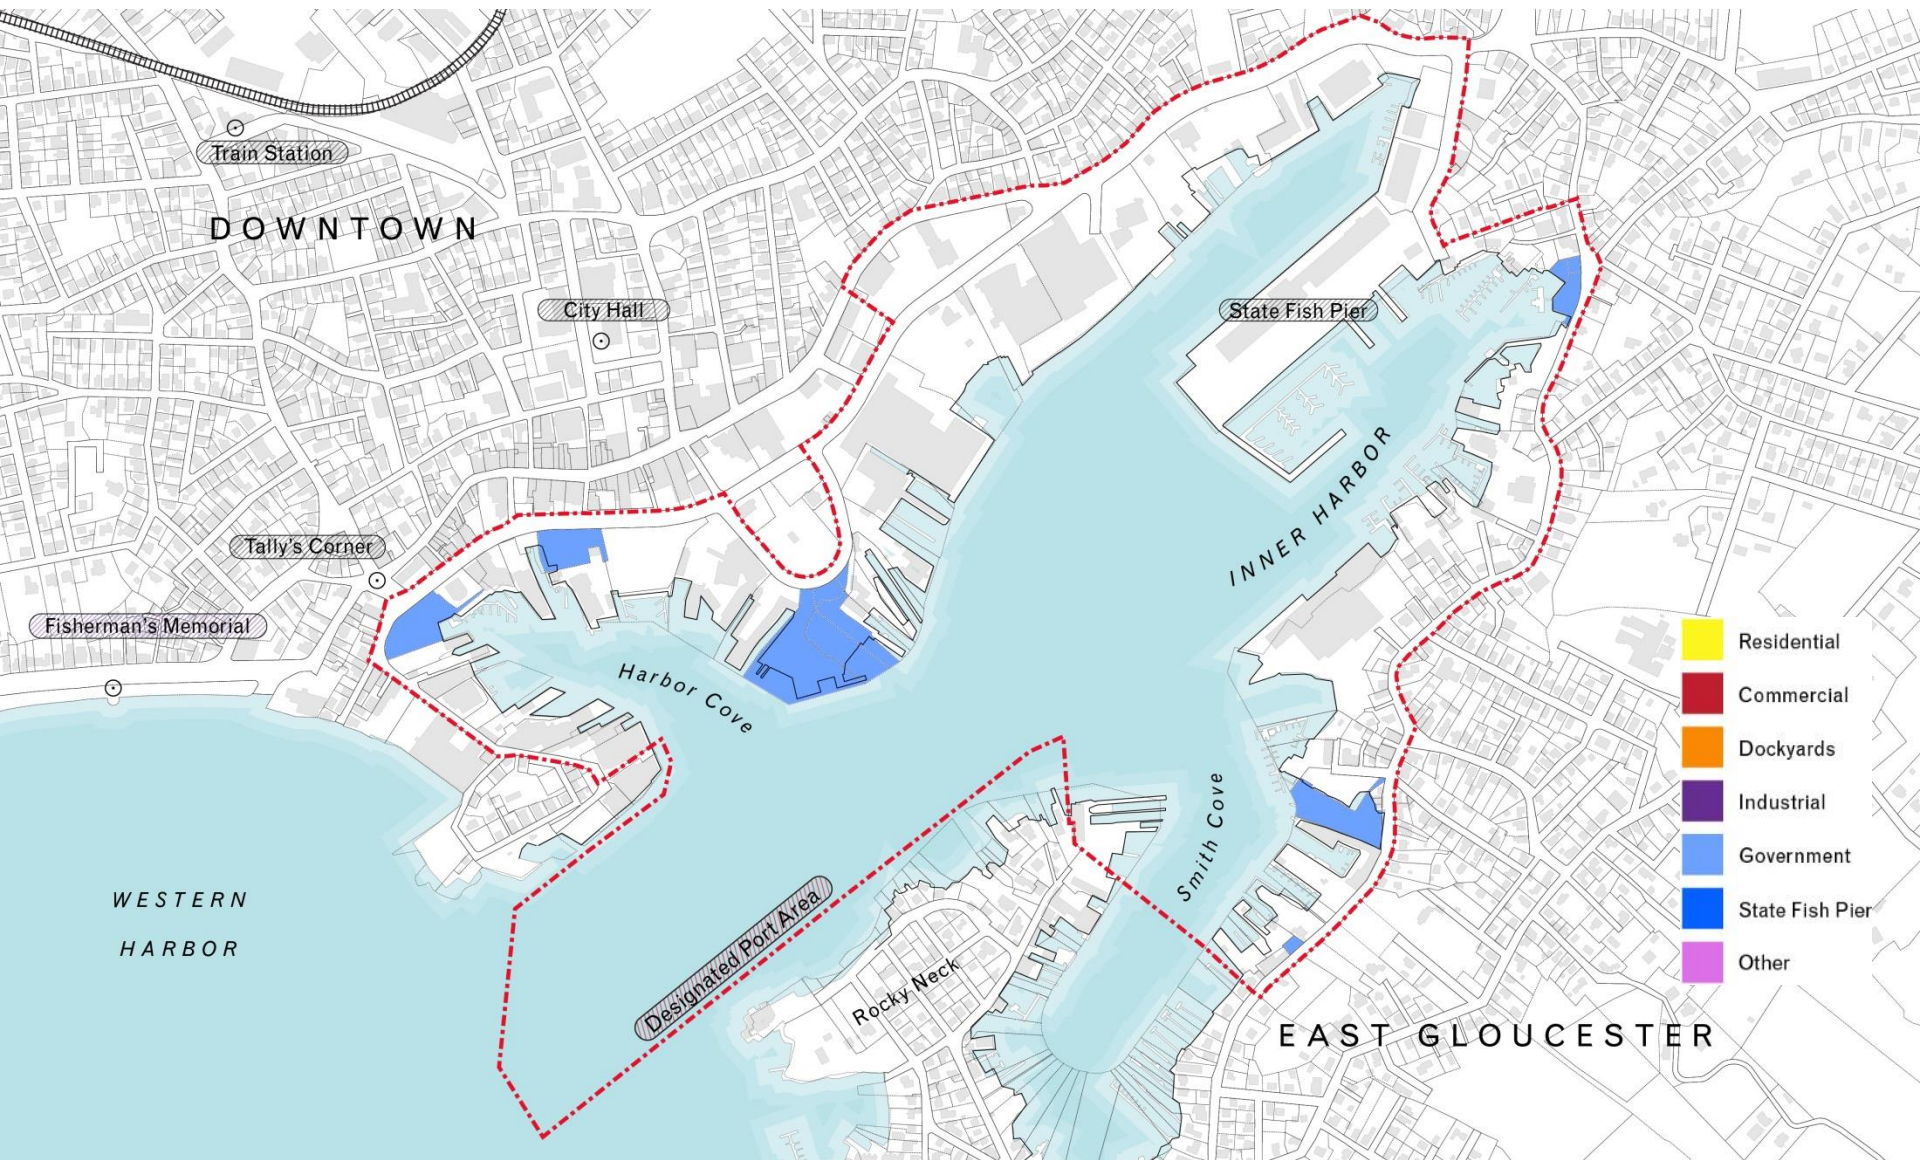 Train Station
DOWNTOWN
City Hall
State Fish Pier
INNER HARBOR
Tally's Corner
Fisherman's Memorial
Harbor Cove
Residential
Commercial
Dockyards
Industrial
Government
State Fish Pier
Other
Smith Cove
WESTERN
HARBOR
Designated Port Area
Rocky Neck
EAST GLOUCESTER